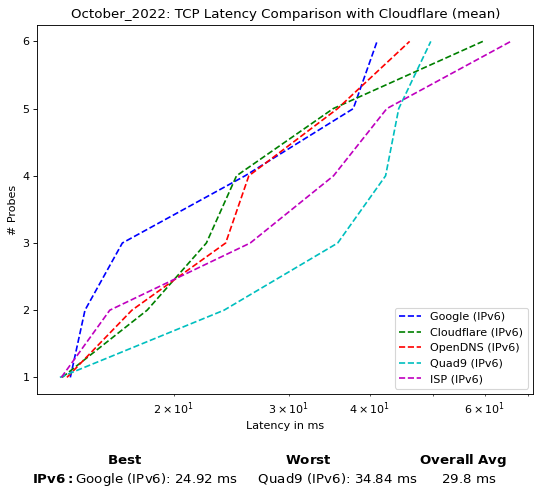 October_2022: TCP Latency Comparison with Cloudflare (mean)
6
5
4
3
2
1
# Probes
Google (IPv6)
Cloudflare (IPv6)
OpenDNS (IPv6)
Quad9 (IPv6)
ISP (IPv6)
2 × 10¹ 3 × 10¹ 4 × 10¹ 6 × 10¹
Latency in ms
Best Worst Overall Avg
IPv6: Google (IPv6): 24.92 ms Quad9 (IPv6): 34.84 ms 29.8 ms